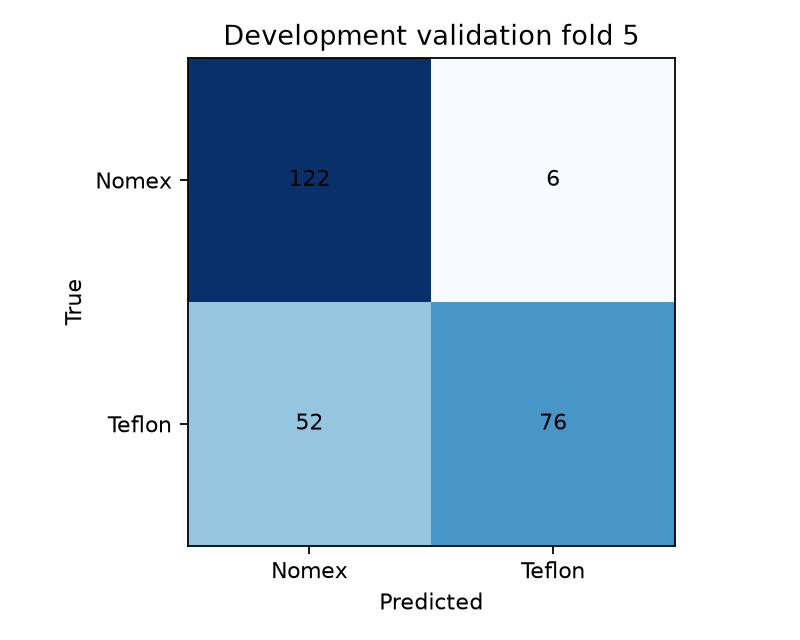 Development validation fold 5
True
Nomex
122
6
Teflon
52
76
Nomex
Teflon
Predicted